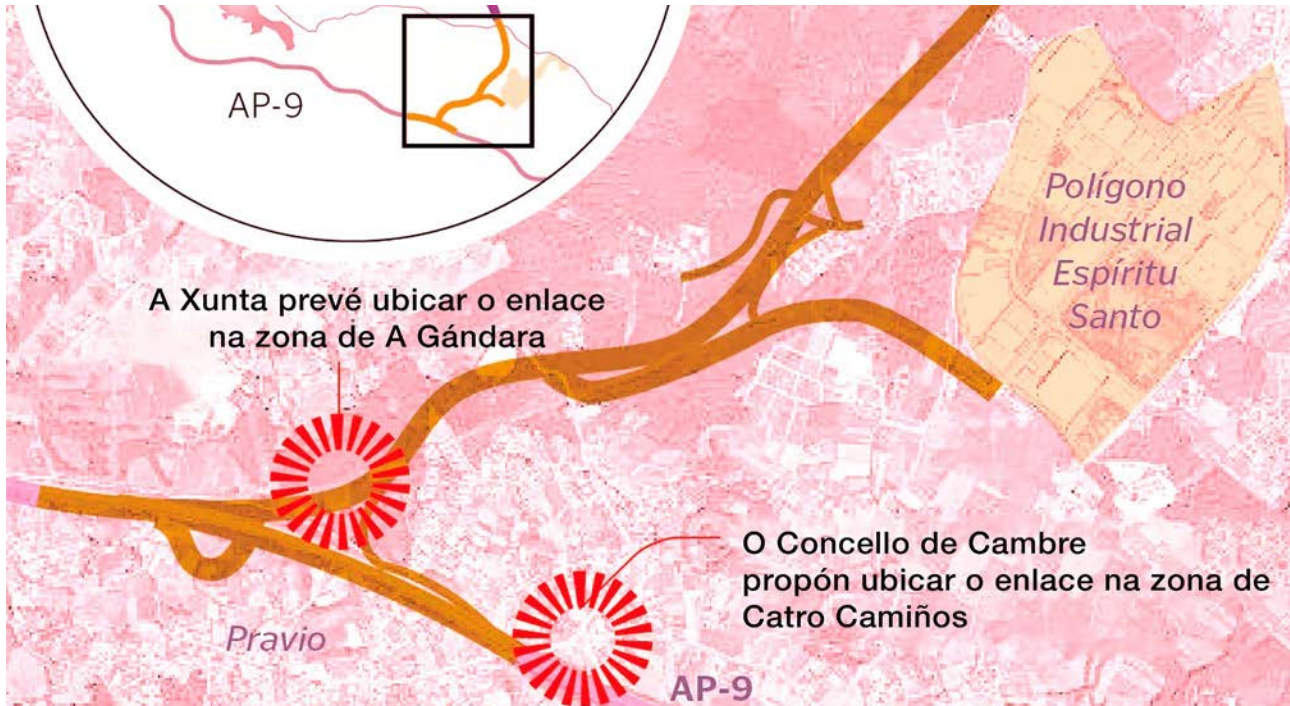 AP-9
A Xunta prevé ubicar o enlace
na zona de A Gándara
Polígono
Industrial
Espíritu
Santo
O Concello de Cambre
propón ubicar o enlace na zona de
Catro Camiños
Pravio
AP-9